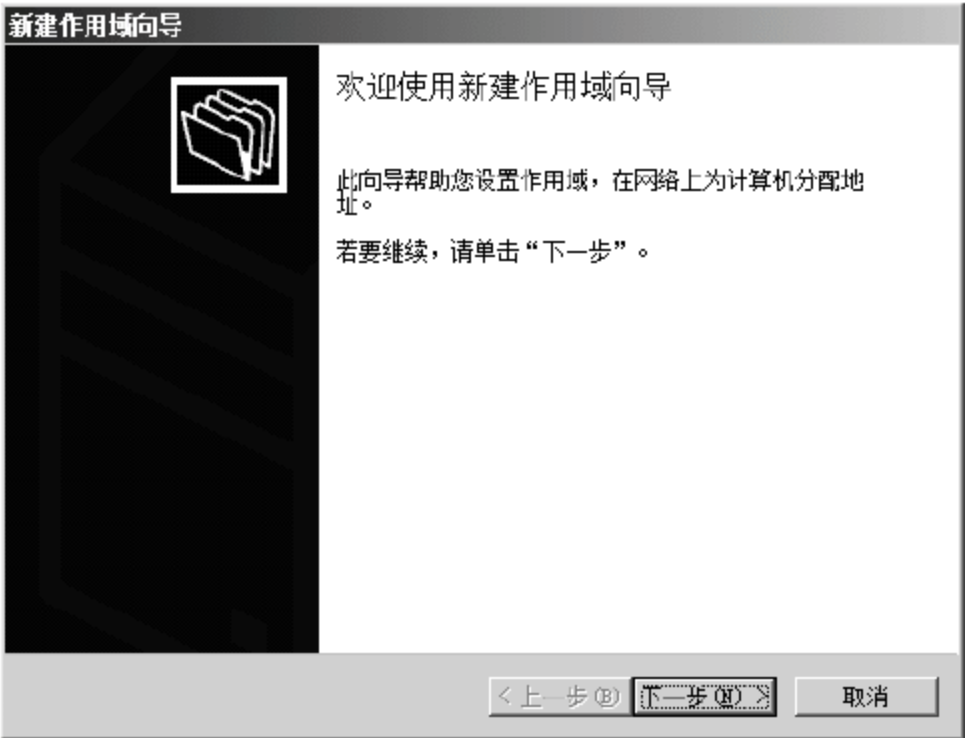 新建作用域向导
欢迎使用新建作用域向导
此向导帮助您设置作用域，在网络上为计算机分配地
址。
若要继续，请单击“下一步”。
< 上一步(B) 下一步(N) > 取消